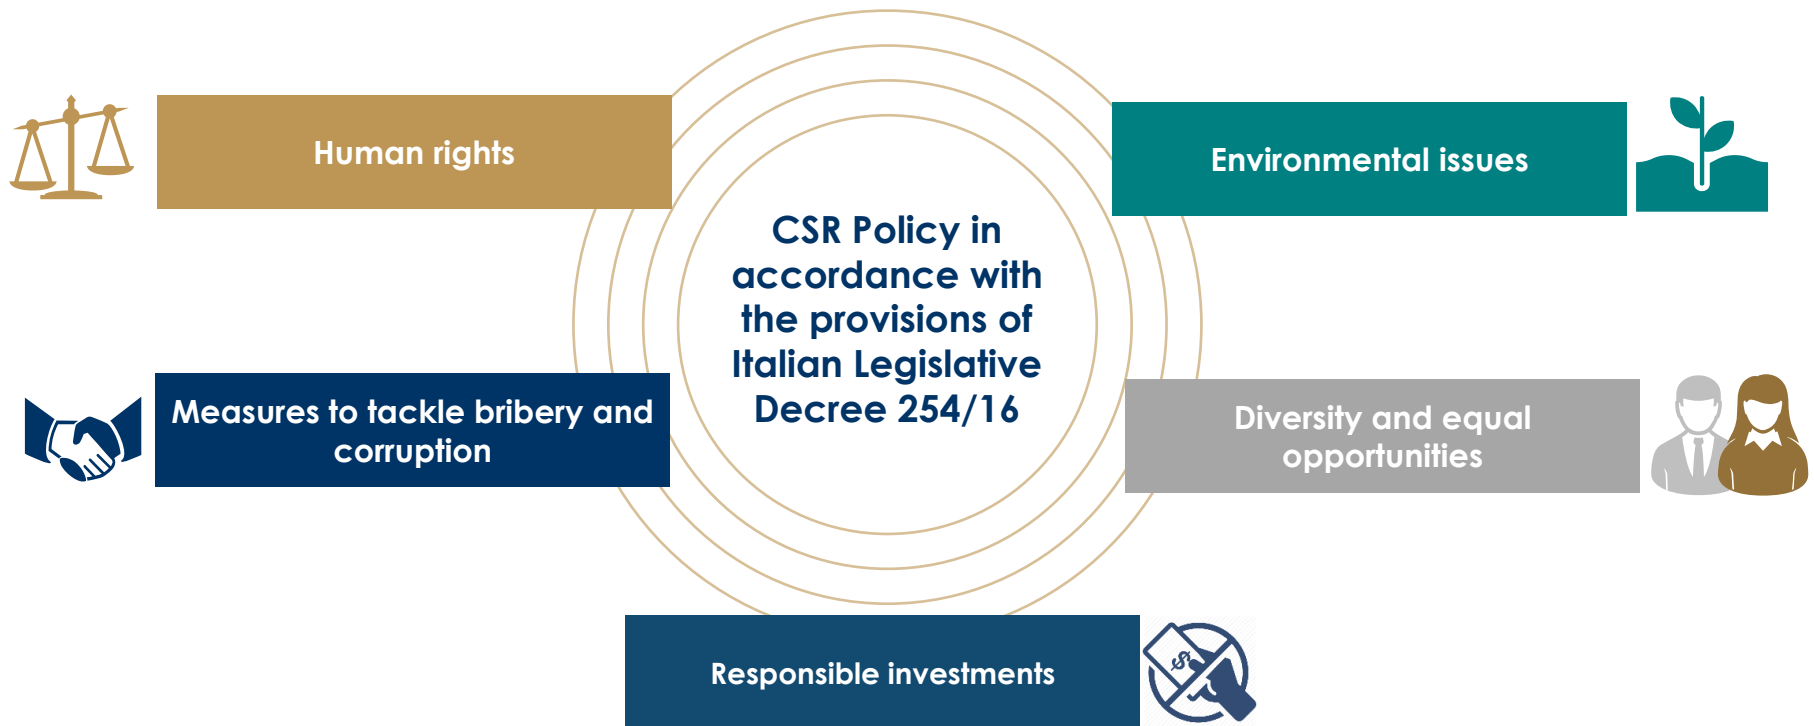 Human rights
Environmental issues
CSR Policy in
accordance with
the provisions of
Italian Legislative
Decree 254/16
Measures to tackle bribery and
corruption
Diversity and equal
opportunities
Responsible investments
$